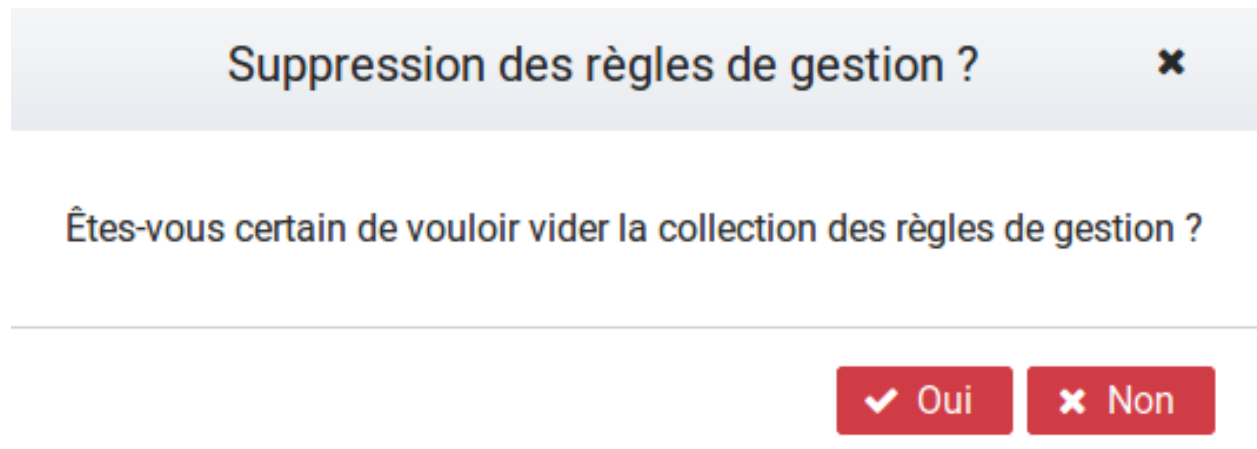 Suppression des règles de gestion ?
Êtes-vous certain de vouloir vider la collection des règles de gestion ?
Oui
Non